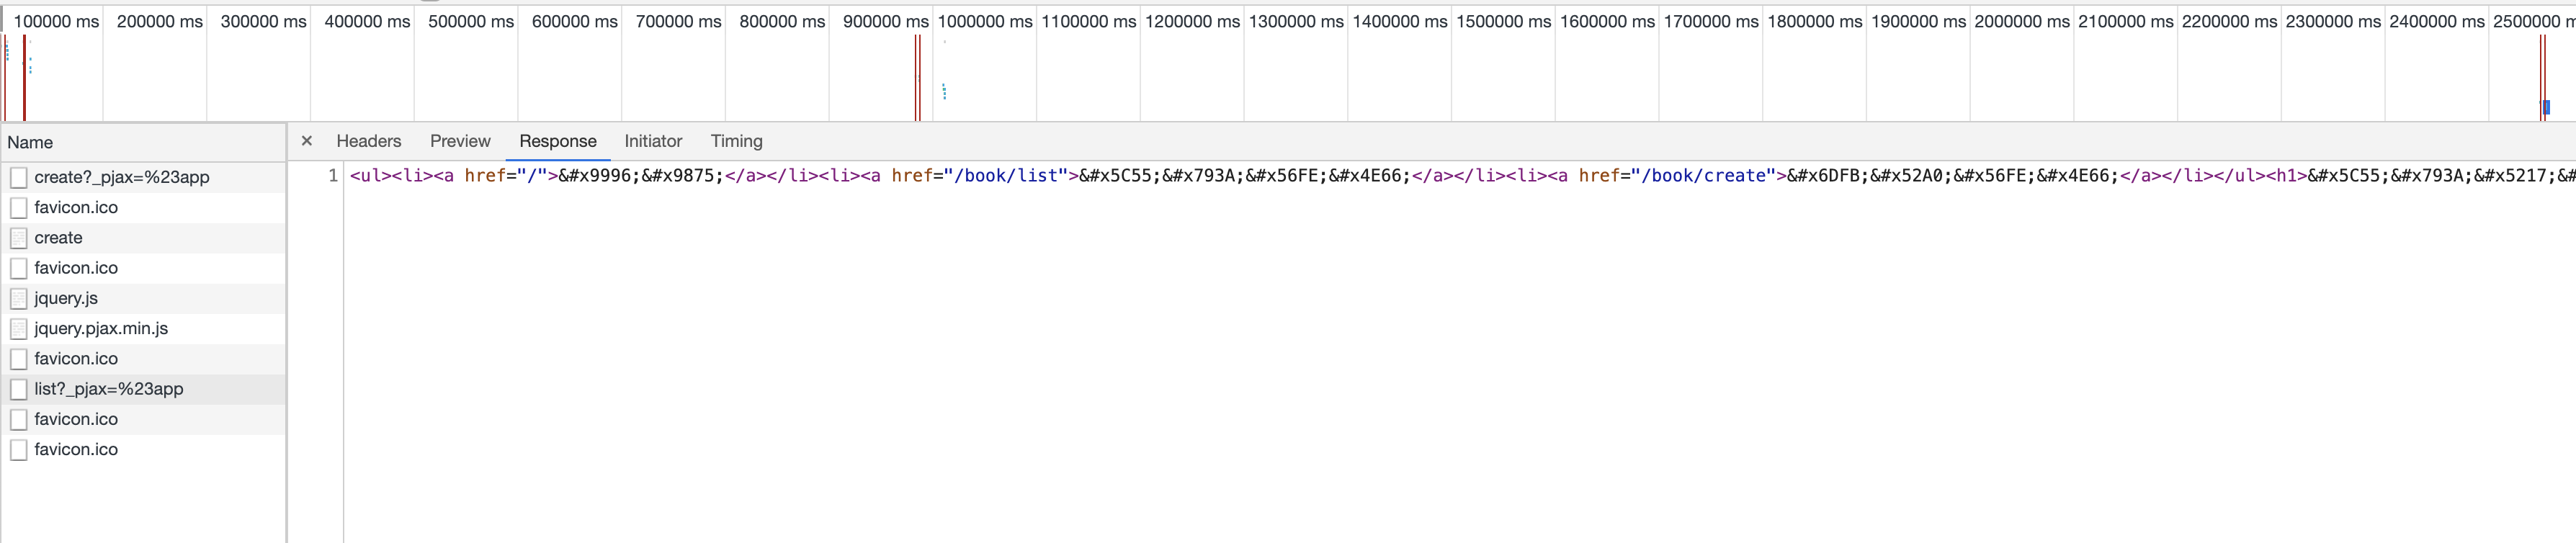 100000 ms 200000 ms 300000 ms 400000 ms 500000 ms 600000 ms 700000 ms 800000 ms 900000 ms 1000000 ms 1100000 ms 1200000 ms 1300000 ms 1400000 ms 1500000 ms 1600000 ms 1700000 ms 1800000 ms 1900000 ms 2000000 ms 2100000 ms 2200000 ms 2300000 ms 2400000 ms 2500000 m
Name
× Headers Preview Response Initiator Timing
create?_pjax=%23app
1 <ul><li><a href="/">&#x9996;&#x9875;</a></li><li><a href="/book/list">&#x5C55;&#x793A;&#x56FE;&#x4E66;</a></li><li><a href="/book/create">&#x6DFB;&#x52A0;&#x56FE;&#x4E66;</a></li></ul><h1>&#x5C55;&#x793A;&#x5217;&#
favicon.ico
create
favicon.ico
jquery.js
jquery.pjax.min.js
favicon.ico
list?_pjax=%23app
favicon.ico
favicon.ico